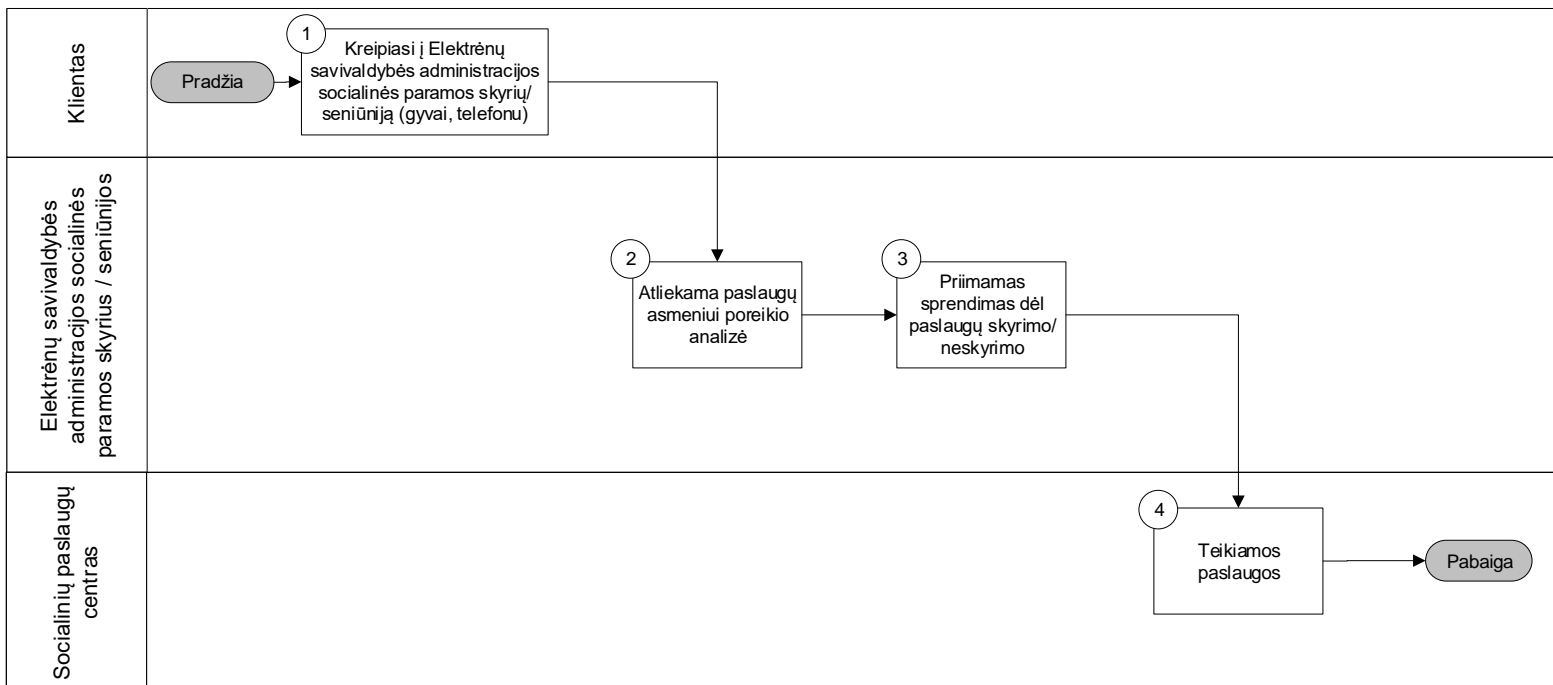 Klientas
Pradžia
1
Kreipiasi į Elektrėnų
savivaldybės administracijos
socialinės paramos skyrių/
seniūniją (gyvai, telefonu)
Elektrėnų savivaldybės
administracijos socialinės
paramos skyrius / seniūnijos
2
Atliekama paslaugų
asmeniui poreikio
analizė
3
Priimamas
sprendimas dėl
paslaugų skyrimo/
neskyrimo
Socialinių paslaugų
centras
4
Teikiamos
paslaugos
Pabaiga